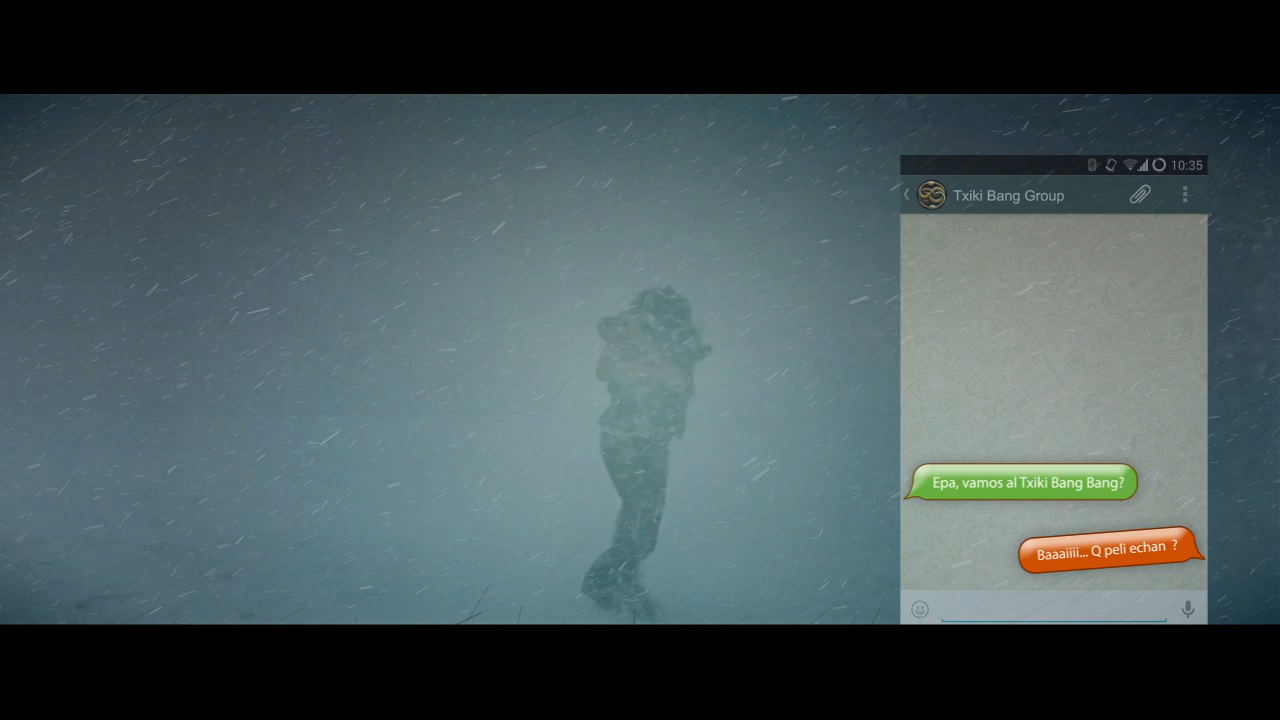 10:35
Txiki Bang Group
Epa, vamos al Txiki Bang Bang?
Baaaiiii... Q peli echan ?